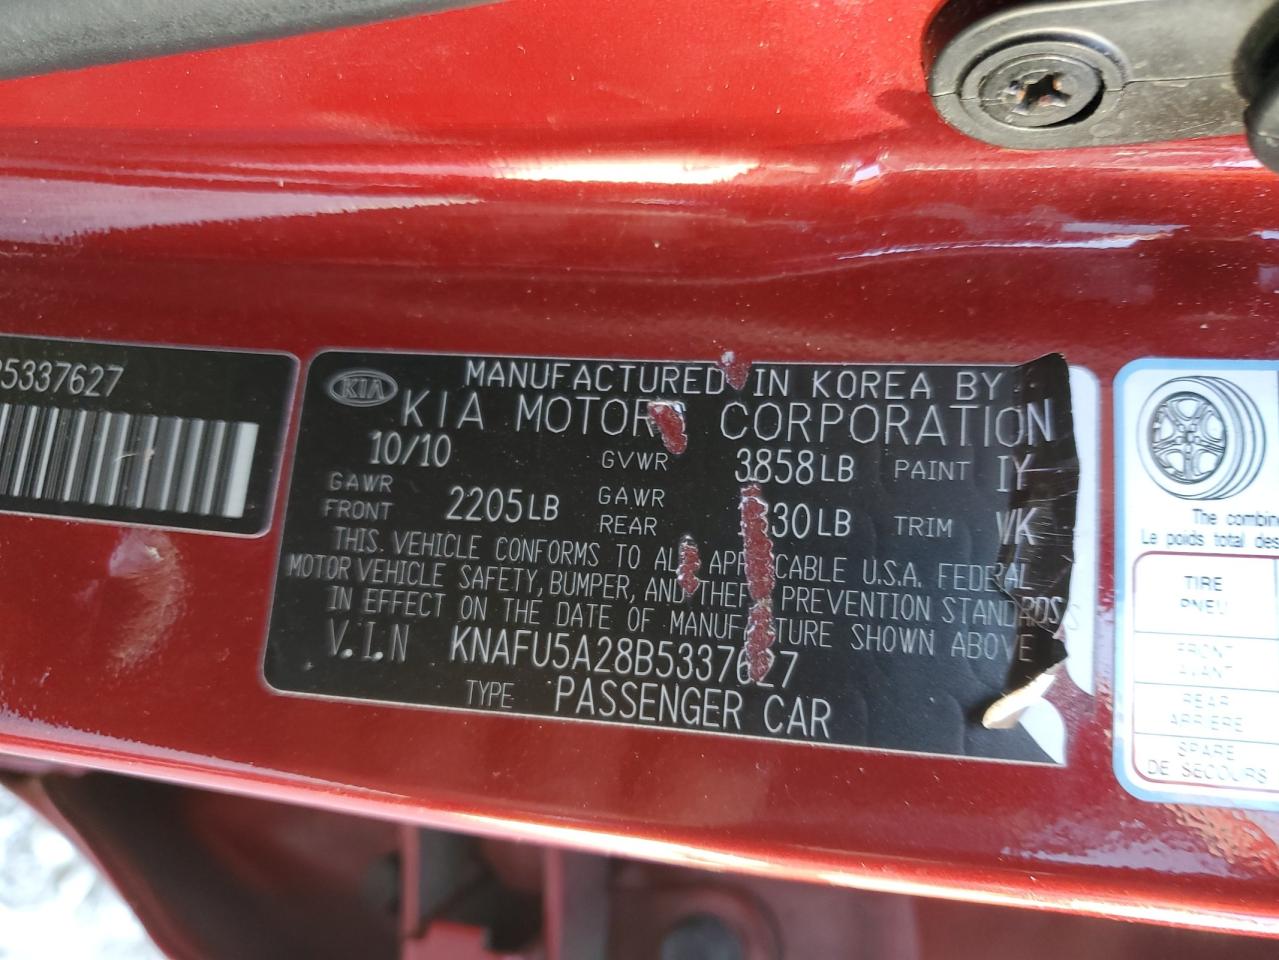 B5337627
KIA
MANUFACTURED IN KOREA BY
KIA MOTOR CORPORATION
10/10 GVWR 3858LB PAINT IY
GAWR FRONT 2205LB GAWR REAR 30LB TRIM VK
THIS VEHICLE CONFORMS TO ALL APPLICABLE U.S.A. FEDERAL
MOTOR VEHICLE SAFETY, BUMPER, AND THEFT PREVENTION STANDARDS
IN EFFECT ON THE DATE OF MANUFACTURE SHOWN ABOVE
V.I.N KNAFU5A28B5337627
TYPE PASSENGER CAR
The combin
Le poids total des
TIRE
PNEU
FRONT
AVANT
REAR
ARRIERE
SPARE
DE SECOURS